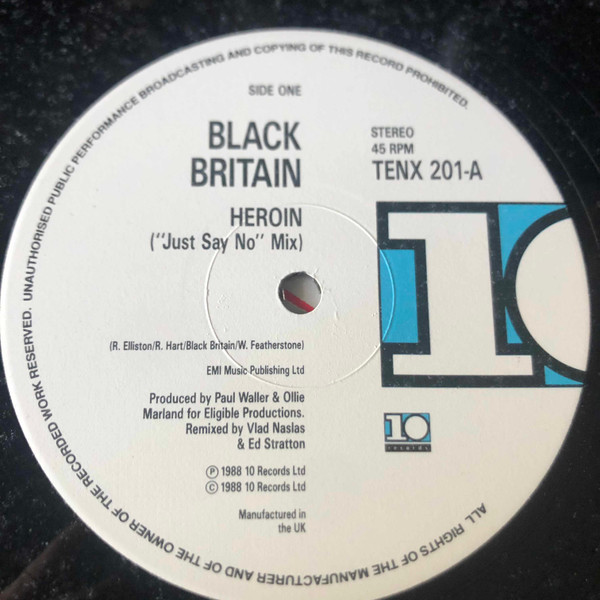 ALL RIGHTS OF THE MANUFACTURER AND OF THE OWNER OF THE RECORDED WORK RESERVED. UNAUTHORISED PUBLIC PERFORMANCE BROADCASTING AND COPYING OF THIS RECORD PROHIBITED.
SIDE ONE
BLACK
BRITAIN
HEROIN
("Just Say No" Mix)
STEREO
45 RPM
TENX 201-A
10
(R. Elliston/R. Hart/Black Britain/W. Featherstone)
EMI Music Publishing Ltd
Produced by Paul Waller & Ollie
Marland for Eligible Productions.
Remixed by Vlad Naslas
& Ed Stratton
℗ 1988 10 Records Ltd
© 1988 10 Records Ltd
Manufactured in
the UK
10
records